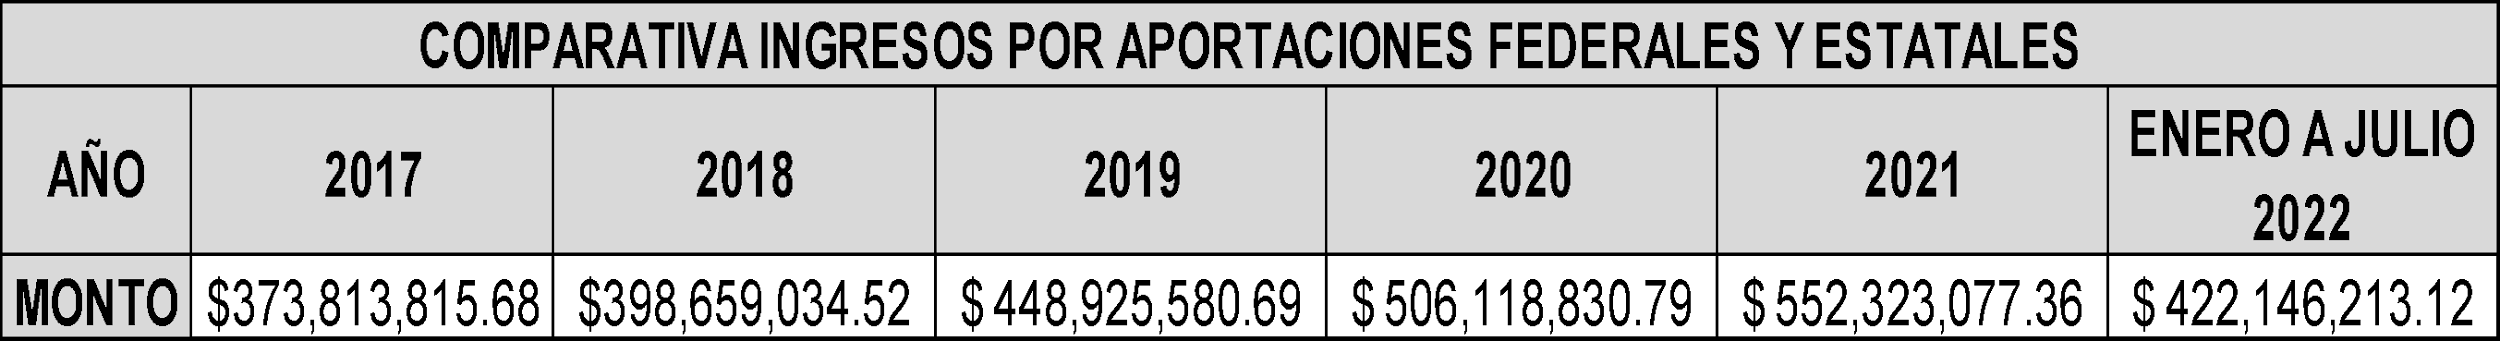 COMPARATIVA INGRESOS POR APORTACIONES FEDERALES Y ESTATALES
AÑO 2017 2018 2019 2020 2021 ENERO A JULIO 2022
MONTO $373,813,815.68 $398,659,034.52 $ 448,925,580.69 $ 506,118,830.79 $ 552,323,077.36 $ 422,146,213.12